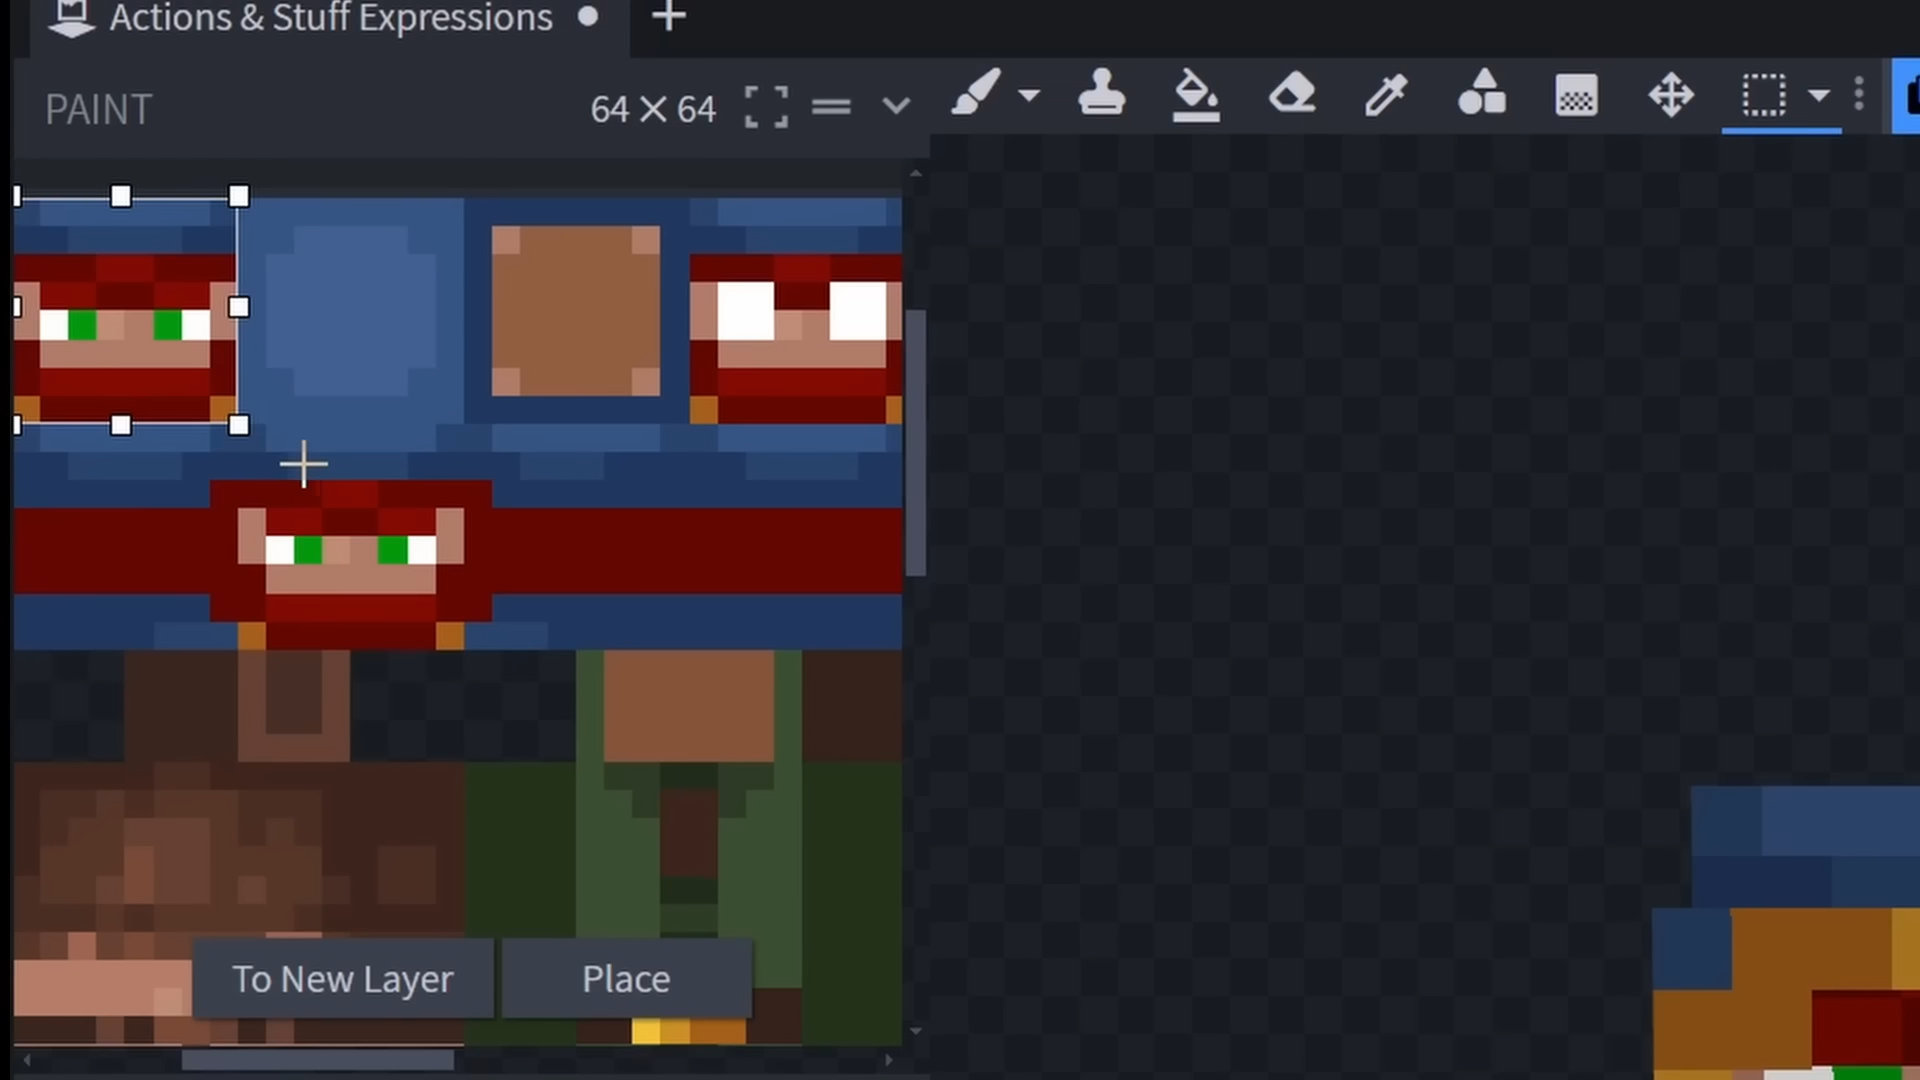 Actions & Stuff Expressions
PAINT
64 × 64
To New Layer
Place